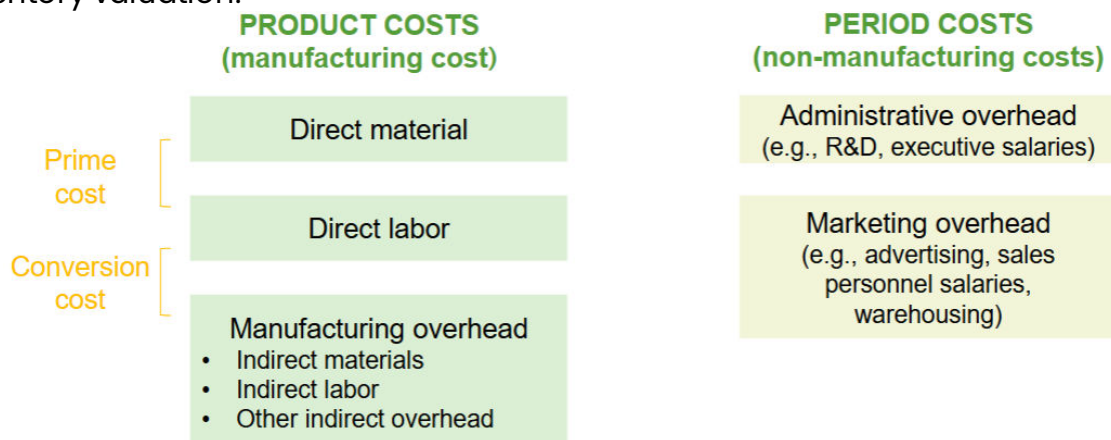 PRODUCT COSTS
(manufacturing cost)
Direct material
Prime
cost
Direct labor
Conversion
cost
Manufacturing overhead
• Indirect materials
• Indirect labor
• Other indirect overhead
PERIOD COSTS
(non-manufacturing costs)
Administrative overhead
(e.g., R&D, executive salaries)
Marketing overhead
(e.g., advertising, sales
personnel salaries,
warehousing)